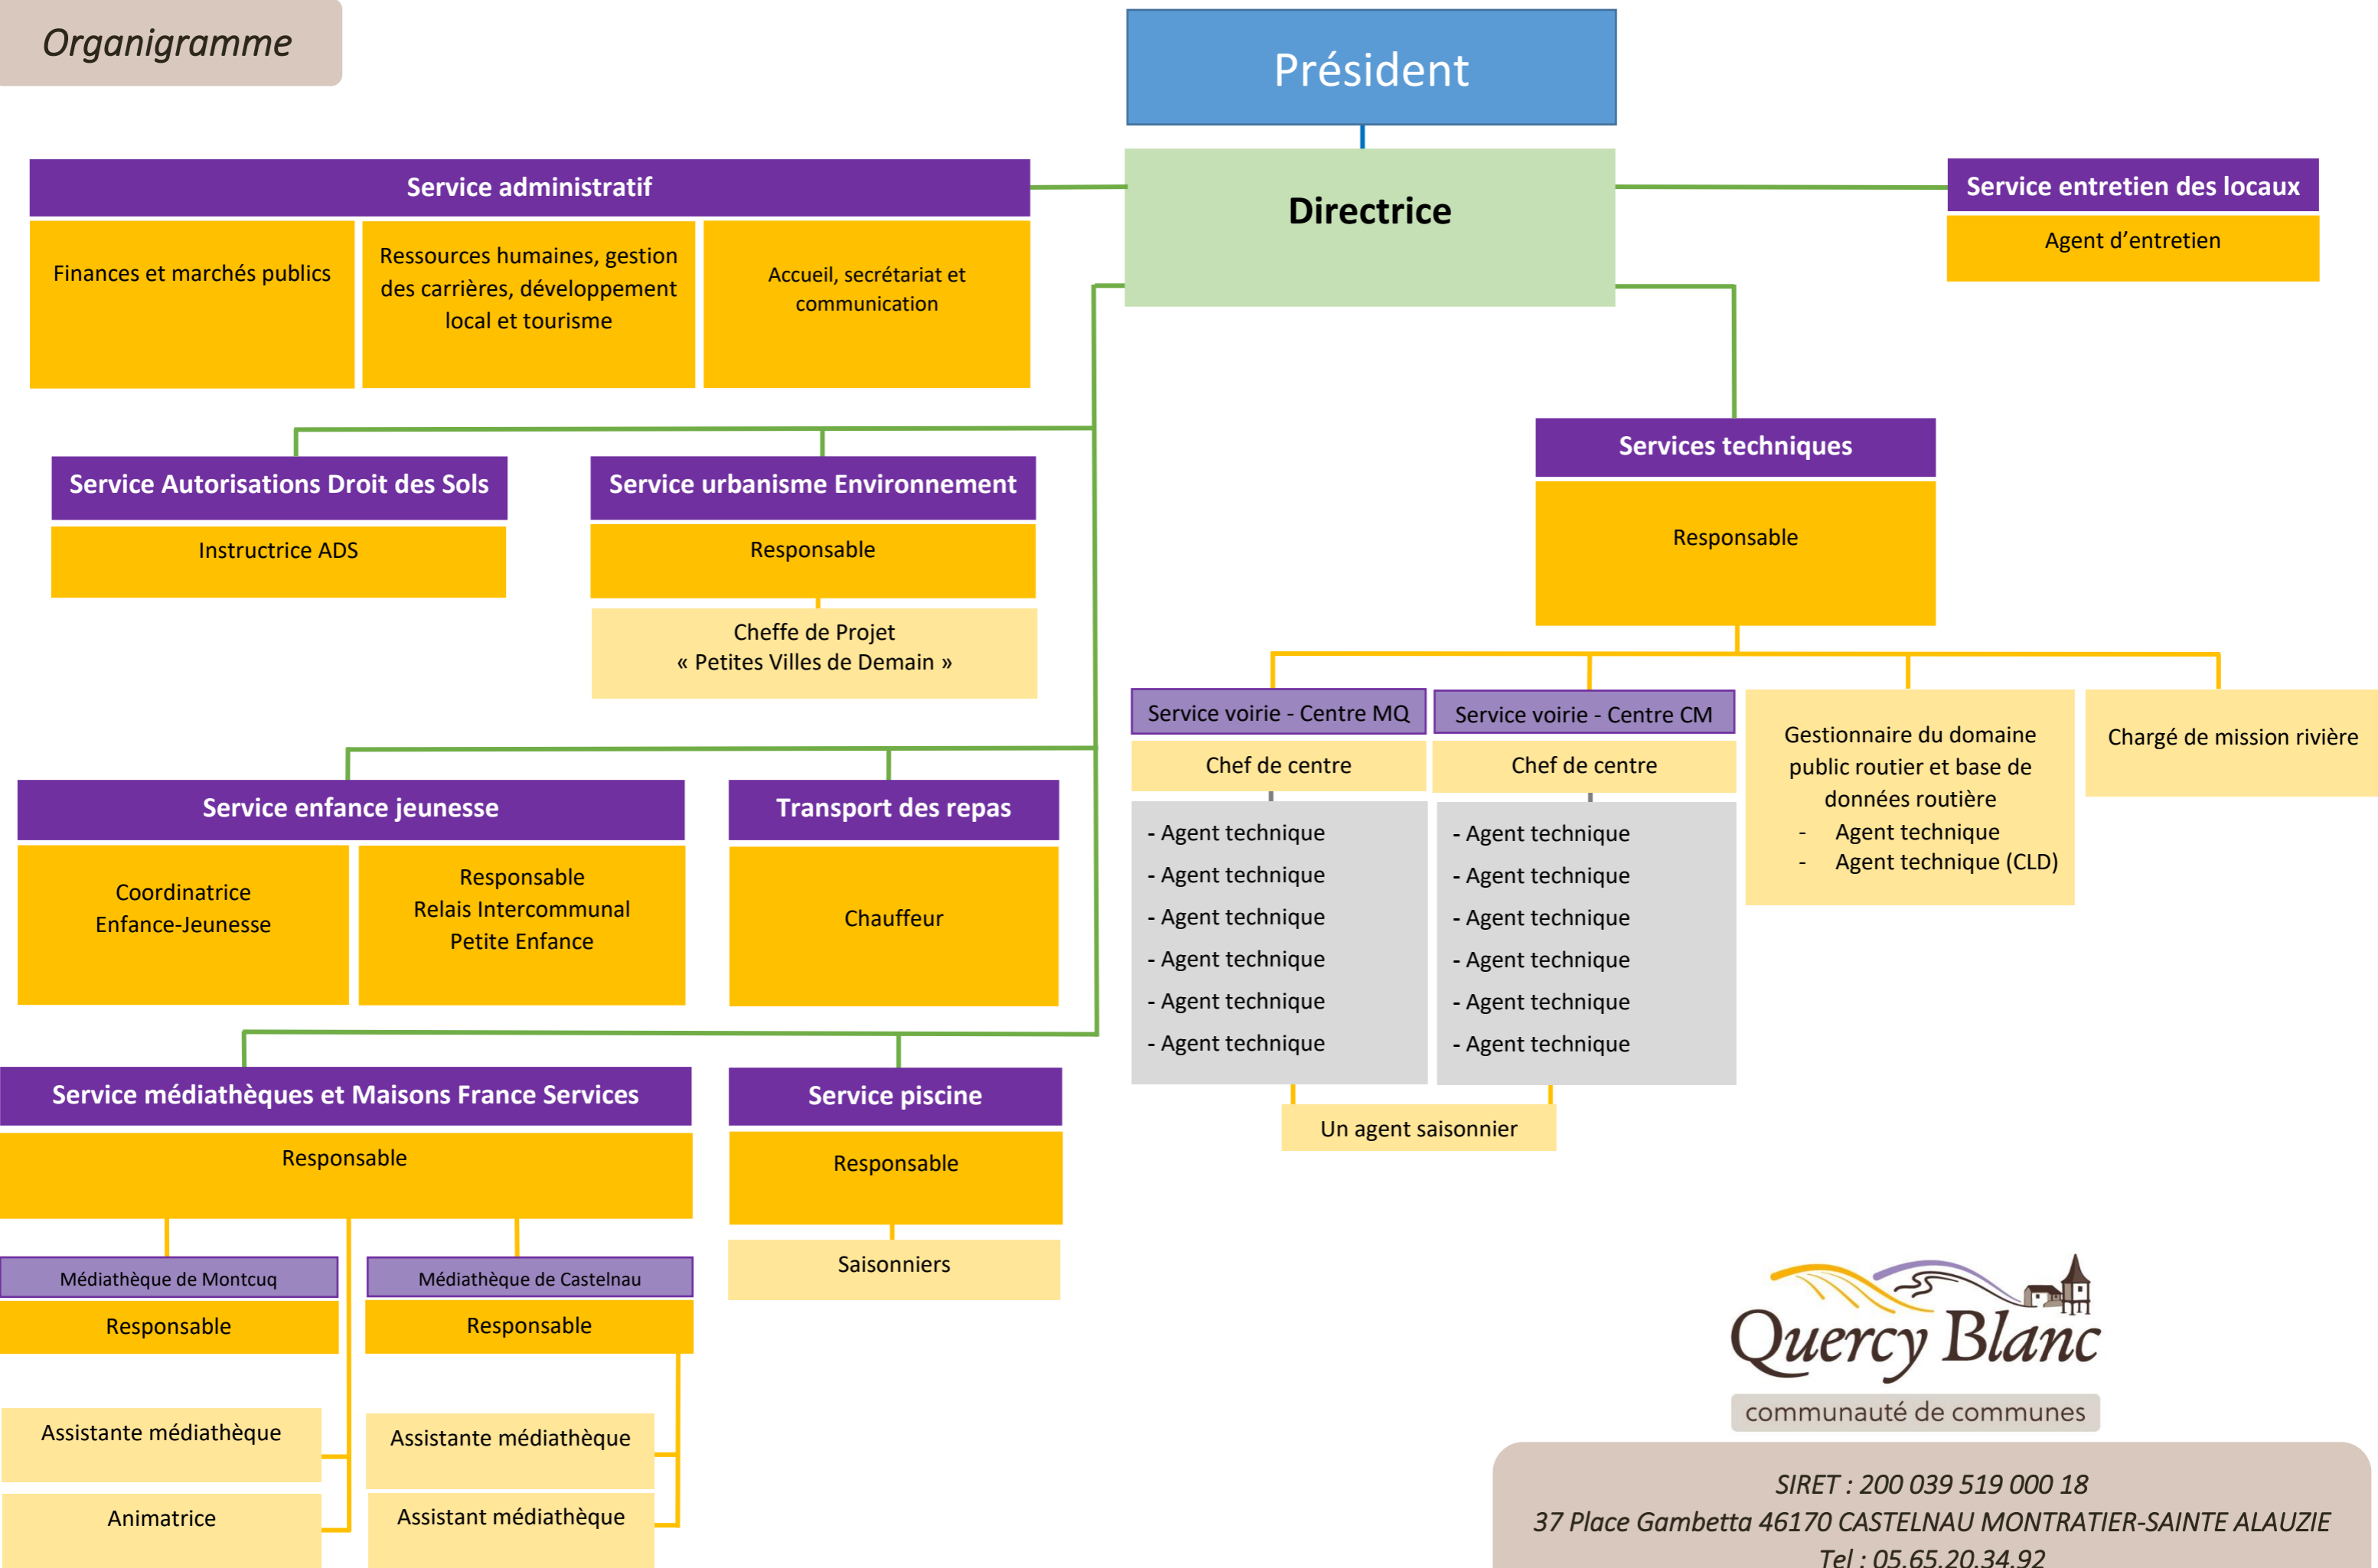 Organigramme
Président
Directrice
Service administratif
Finances et marchés publics
Ressources humaines, gestion
des carrières, développement
local et tourisme
Accueil, secrétariat et
communication
Service entretien des locaux
Agent d’entretien
Service Autorisations Droit des Sols
Instructrice ADS
Service urbanisme Environnement
Responsable
Cheffe de Projet
« Petites Villes de Demain »
Services techniques
Responsable
Service voirie - Centre MQ
Chef de centre
- Agent technique
- Agent technique
- Agent technique
- Agent technique
- Agent technique
- Agent technique
Service voirie - Centre CM
Chef de centre
- Agent technique
- Agent technique
- Agent technique
- Agent technique
- Agent technique
- Agent technique
Un agent saisonnier
Gestionnaire du domaine
public routier et base de
données routière
- Agent technique
- Agent technique (CLD)
Chargé de mission rivière
Service enfance jeunesse
Coordinatrice
Enfance-Jeunesse
Responsable
Relais Intercommunal
Petite Enfance
Transport des repas
Chauffeur
Service médiathèques et Maisons France Services
Responsable
Médiathèque de Montcuq
Responsable
Assistante médiathèque
Animatrice
Médiathèque de Castelnau
Responsable
Assistante médiathèque
Assistant médiathèque
Service piscine
Responsable
Saisonniers
Quercy Blanc
communauté de communes
SIRET : 200 039 519 000 18
37 Place Gambetta 46170 CASTELNAU MONTRATIER-SAINTE ALAUZIE
Tel : 05.65.20.34.92